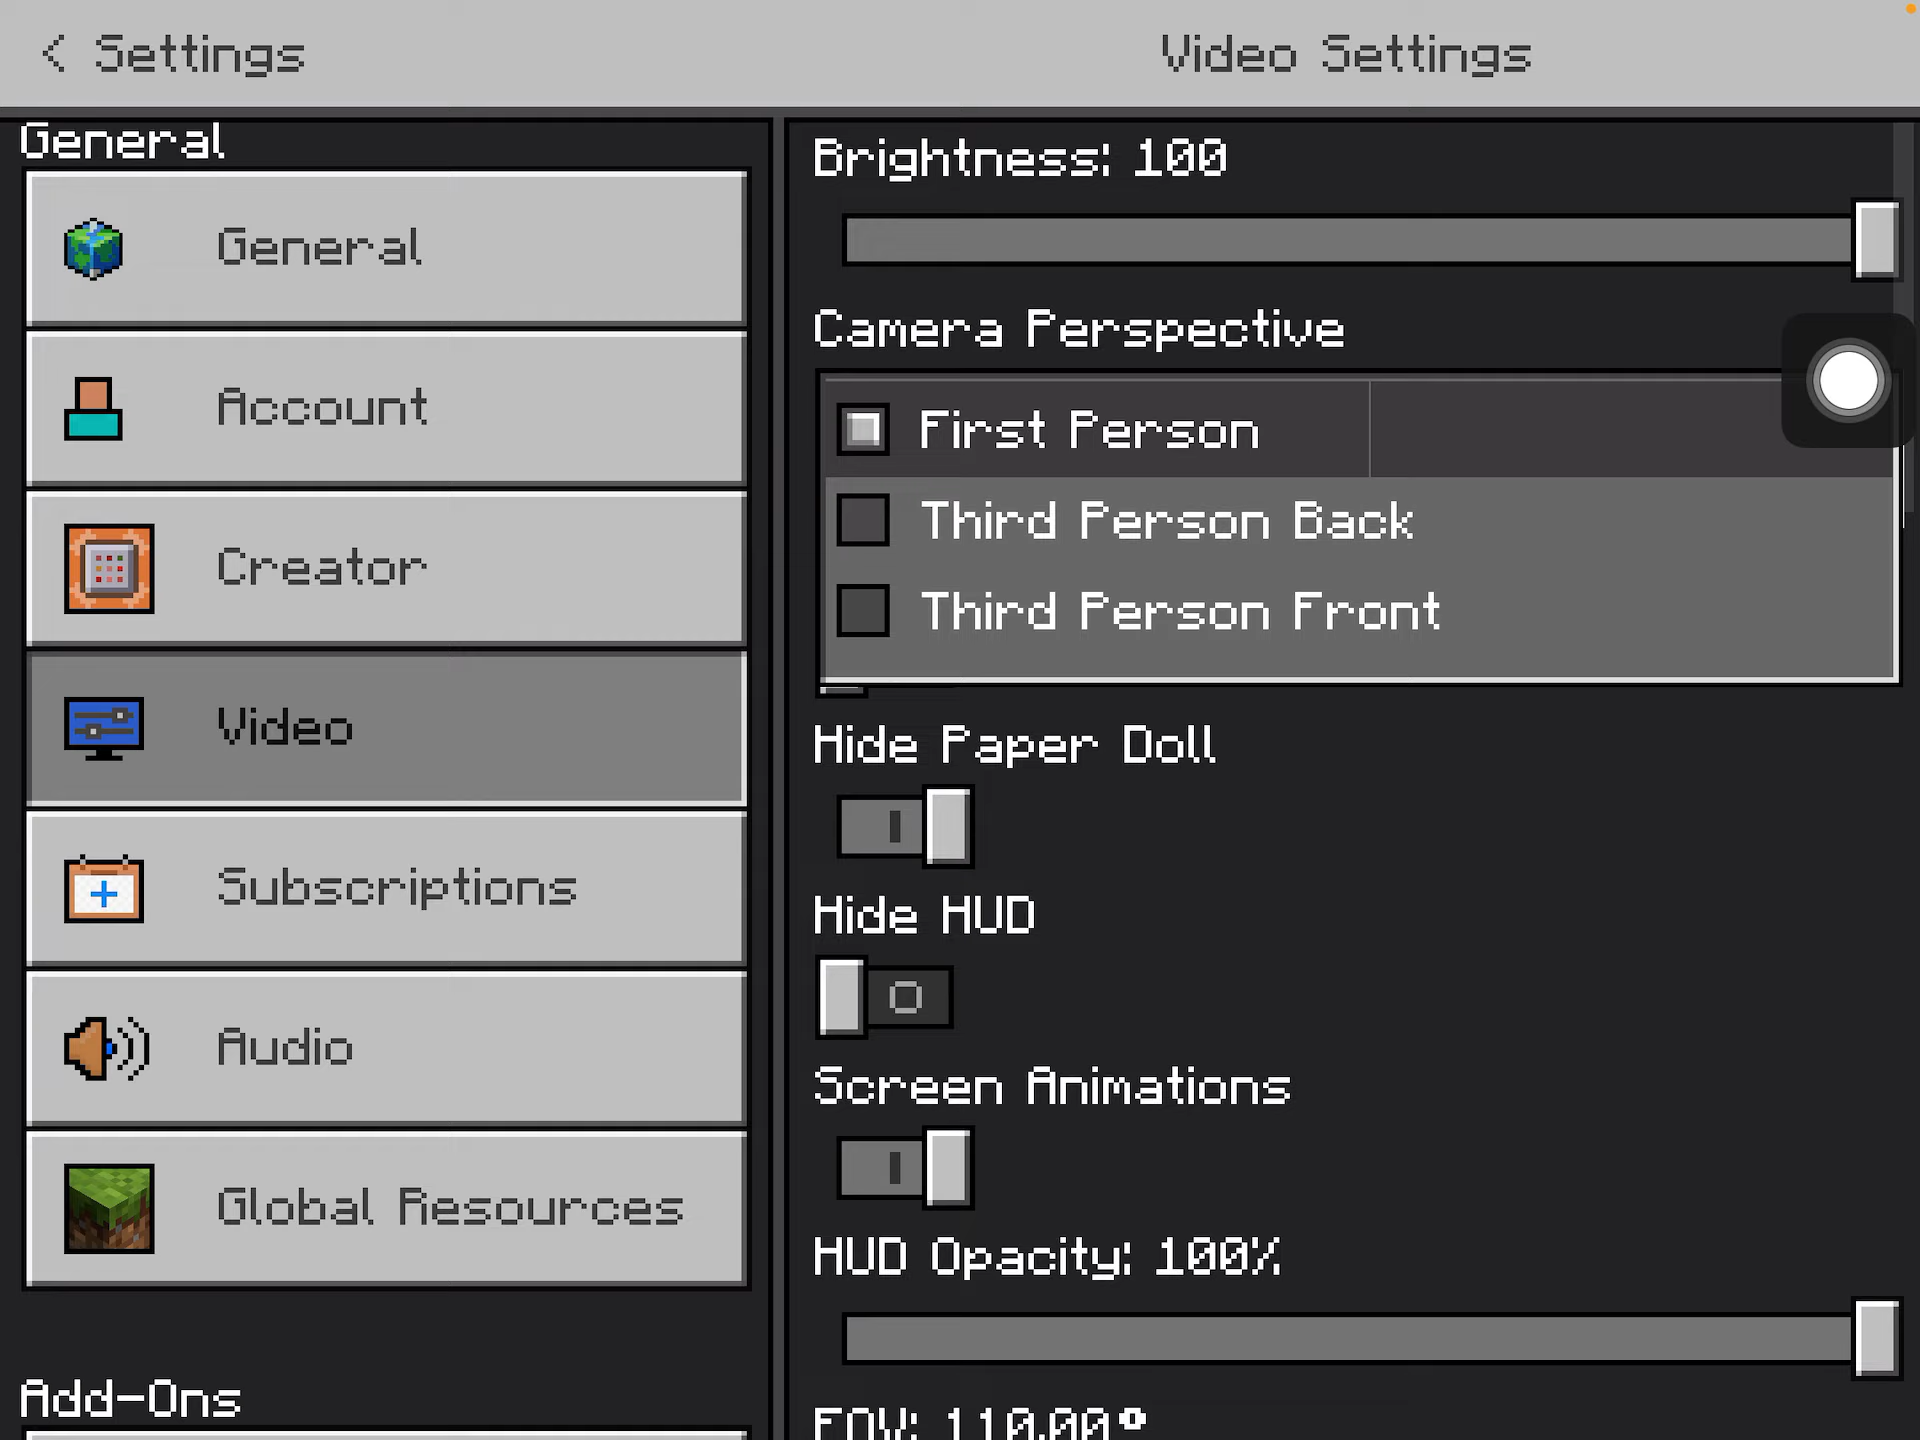 < Settings
Video Settings
General
General
Account
Creator
Video
Subscriptions
Audio
Global Resources
Add-Ons
Brightness: 100
Camera Perspective
First Person
Third Person Back
Third Person Front
Hide Paper Doll
Hide HUD
Screen Animations
HUD Opacity: 100%
FOV: 110.00°